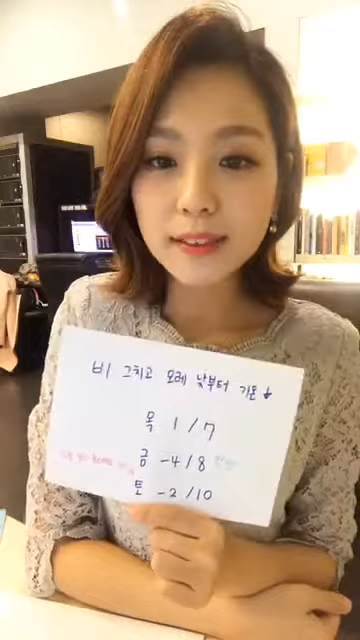 비 그치고 모레 낮부터 기온↓
목 1/7
금 -4/8
토 -2/10